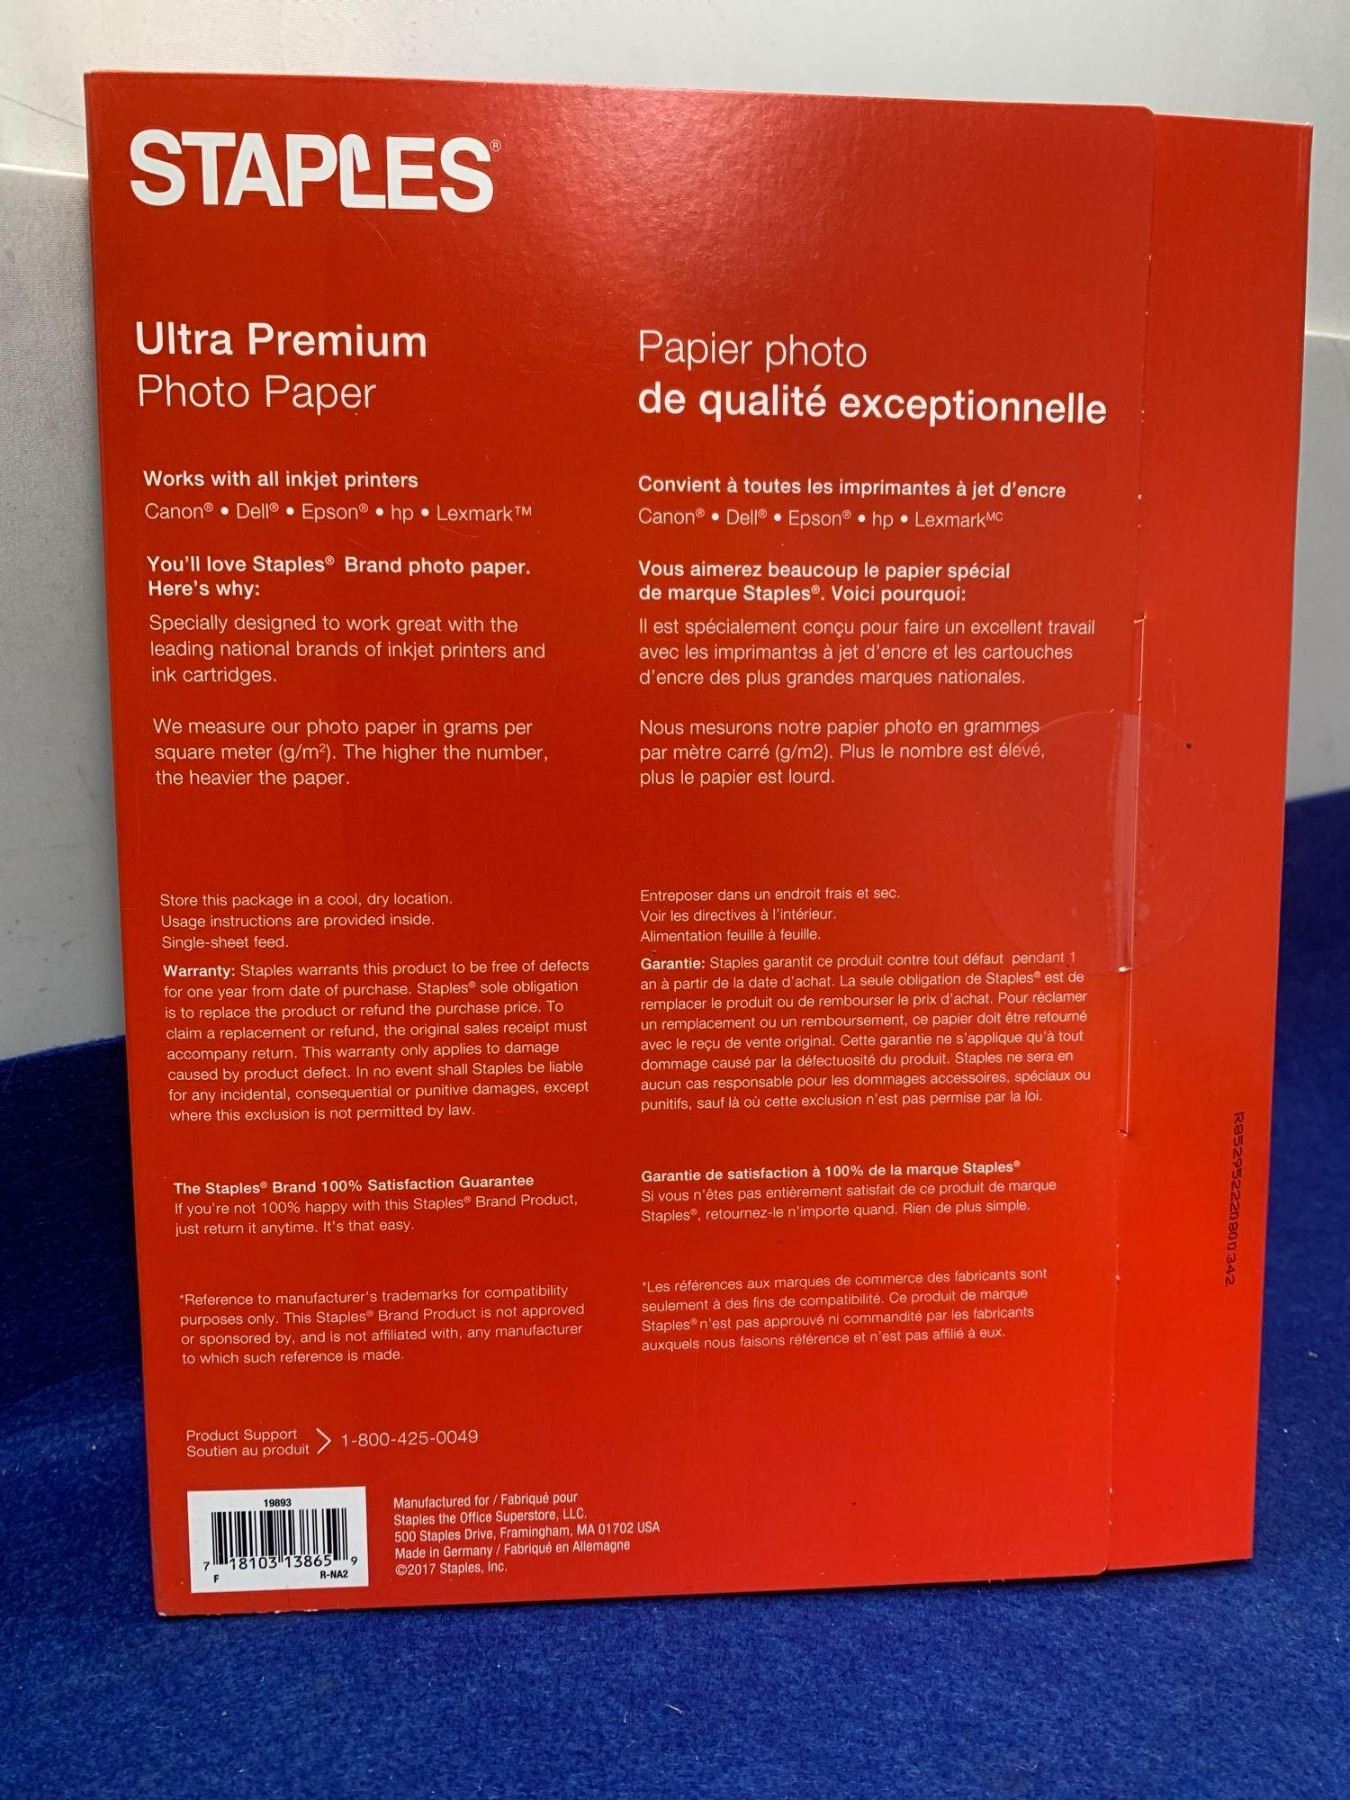 STAPLES®
Ultra Premium
Photo Paper
Works with all inkjet printers
Canon® • Dell® • Epson® • hp • Lexmark™
You'll love Staples® Brand photo paper.
Here's why:
Specially designed to work great with the
leading national brands of inkjet printers and
ink cartridges.
We measure our photo paper in grams per
square meter (g/m²). The higher the number,
the heavier the paper.
Store this package in a cool, dry location.
Usage instructions are provided inside.
Single-sheet feed.
Warranty: Staples warrants this product to be free of defects
for one year from date of purchase. Staples® sole obligation
is to replace the product or refund the purchase price. To
claim a replacement or refund, the original sales receipt must
accompany return. This warranty only applies to damage
caused by product defect. In no event shall Staples be liable
for any incidental, consequential or punitive damages, except
where this exclusion is not permitted by law.
The Staples® Brand 100% Satisfaction Guarantee
If you're not 100% happy with this Staples® Brand Product,
just return it anytime. It's that easy.
*Reference to manufacturer's trademarks for compatibility
purposes only. This Staples® Brand Product is not approved
or sponsored by, and is not affiliated with, any manufacturer
to which such reference is made.
Papier photo
de qualité exceptionnelle
Convient à toutes les imprimantes à jet d'encre
Canon® • Dell® • Epson® • hp • LexmarkMC
Vous aimerez beaucoup le papier spécial
de marque Staples®. Voici pourquoi:
Il est spécialement conçu pour faire un excellent travail
avec les imprimantes à jet d'encre et les cartouches
d'encre des plus grandes marques nationales.
Nous mesurons notre papier photo en grammes
par mètre carré (g/m2). Plus le nombre est élevé,
plus le papier est lourd.
Entreposer dans un endroit frais et sec.
Voir les directives à l'intérieur.
Alimentation feuille à feuille.
Garantie: Staples garantit ce produit contre tout défaut pendant 1
an à partir de la date d'achat. La seule obligation de Staples® est de
remplacer le produit ou de rembourser le prix d'achat. Pour réclamer
un remplacement ou un remboursement, ce papier doit être retourné
avec le reçu de vente original. Cette garantie ne s'applique qu'à tout
dommage causé par la défectuosité du produit. Staples ne sera en
aucun cas responsable pour les dommages accessoires, spéciaux ou
punitifs, sauf là où cette exclusion n'est pas permise par la loi.
Garantie de satisfaction à 100% de la marque Staples®
Si vous n'êtes pas entièrement satisfait de ce produit de marque
Staples®, retournez-le n'importe quand. Rien de plus simple.
*Les références aux marques de commerce des fabricants sont
seulement à des fins de compatibilité. Ce produit de marque
Staples® n'est pas approuvé ni commandité par les fabricants
auxquels nous faisons référence et n'est pas affilié à eux.
Product Support
Soutien au produit
1-800-425-0049
19893
7 18103 13865 9
F R-NA2
Manufactured for / Fabriqué pour
Staples the Office Superstore, LLC.
500 Staples Drive, Framingham, MA 01702 USA
Made in Germany / Fabriqué en Allemagne
©2017 Staples, Inc.
R852952220800342